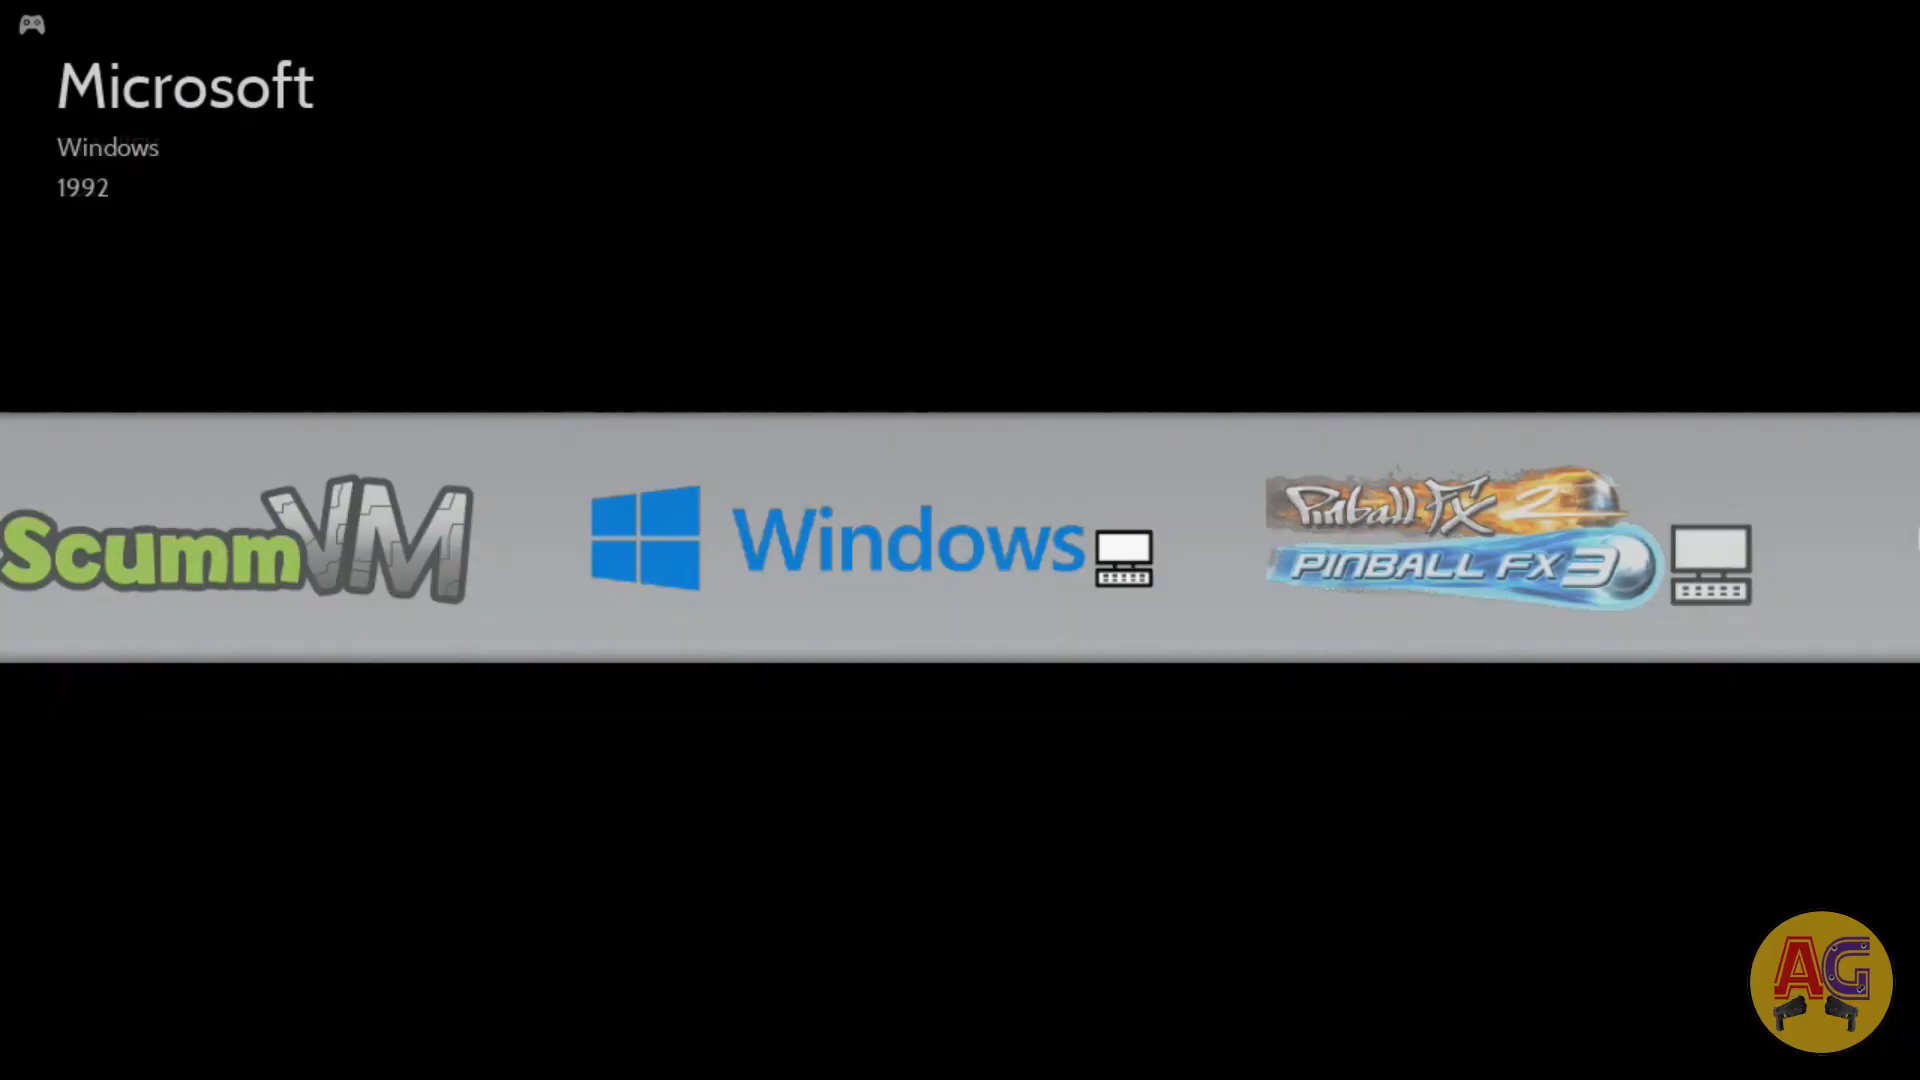 Microsoft
Windows
1992
ScummVM
Windows
Pinball FX 2
PINBALL FX 3
AG